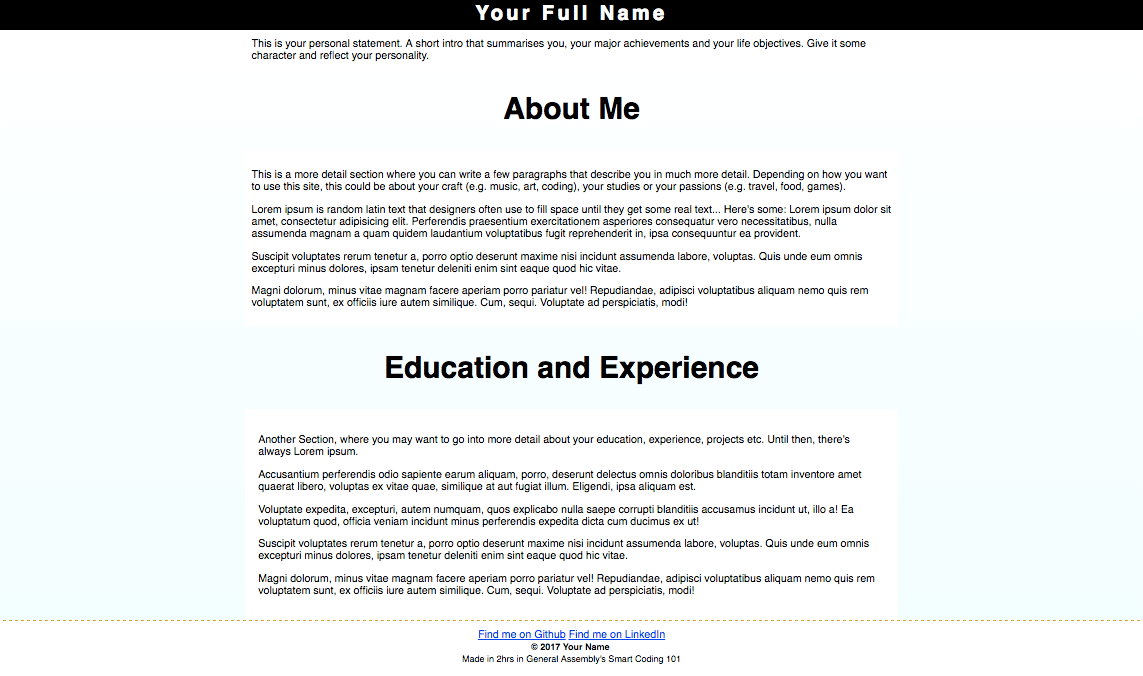 Your Full Name
This is your personal statement. A short intro that summarises you, your major achievements and your life objectives. Give it some
character and reflect your personality.
About Me
This is a more detail section where you can write a few paragraphs that describe you in much more detail. Depending on how you want
to use this site, this could be about your craft (e.g. music, art, coding), your studies or your passions (e.g. travel, food, games).
Lorem ipsum is random latin text that designers often use to fill space until they get some real text... Here's some: Lorem ipsum dolor sit
amet, consectetur adipisicing elit. Perferendis praesentium exercitationem asperiores consequatur vero necessitatibus, nulla
assumenda magnam a quam quidem laudantium voluptatibus fugit reprehenderit in, ipsa consequuntur ea provident.
Suscipit voluptates rerum tenetur a, porro optio deserunt maxime nisi incidunt assumenda labore, voluptas. Quis unde eum omnis
excepturi minus dolores, ipsam tenetur deleniti enim sint eaque quod hic vitae.
Magni dolorum, minus vitae magnam facere aperiam porro pariatur vel! Repudiandae, adipisci voluptatibus aliquam nemo quis rem
voluptatem sunt, ex officiis iure autem similique. Cum, sequi. Voluptate ad perspiciatis, modi!
Education and Experience
Another Section, where you may want to go into more detail about your education, experience, projects etc. Until then, there's
always Lorem ipsum.
Accusantium perferendis odio sapiente earum aliquam, porro, deserunt delectus omnis doloribus blanditiis totam inventore amet
quaerat libero, voluptas ex vitae quae, similique at aut fugiat illum. Eligendi, ipsa aliquam est.
Voluptate expedita, excepturi, autem numquam, quos explicabo nulla saepe corrupti blanditiis accusamus incidunt ut, illo a! Ea
voluptatum quod, officia veniam incidunt minus perferendis expedita dicta cum ducimus ex ut!
Suscipit voluptates rerum tenetur a, porro optio deserunt maxime nisi incidunt assumenda labore, voluptas. Quis unde eum omnis
excepturi minus dolores, ipsam tenetur deleniti enim sint eaque quod hic vitae.
Magni dolorum, minus vitae magnam facere aperiam porro pariatur vel! Repudiandae, adipisci voluptatibus aliquam nemo quis rem
voluptatem sunt, ex officiis iure autem similique. Cum, sequi. Voluptate ad perspiciatis, modi!
Find me on Github Find me on LinkedIn
© 2017 Your Name
Made in 2hrs in General Assembly's Smart Coding 101